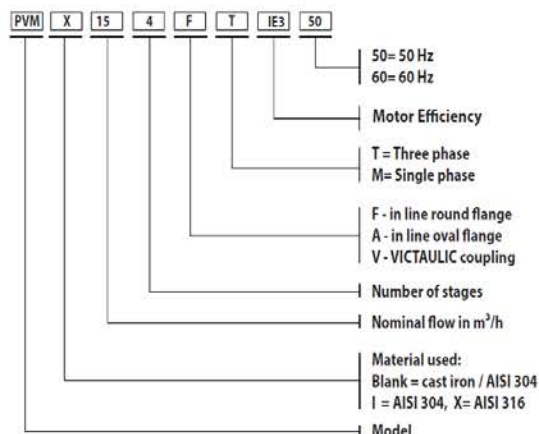 PVM X 15 4 F T IE3 50
50= 50 Hz
60= 60 Hz
Motor Efficiency
T = Three phase
M= Single phase
F - in line round flange
A - in line oval flange
V - VICTAULIC coupling
Number of stages
Nominal flow in m³/h
Material used:
Blank = cast iron / AISI 304
I = AISI 304, X= AISI 316
Model